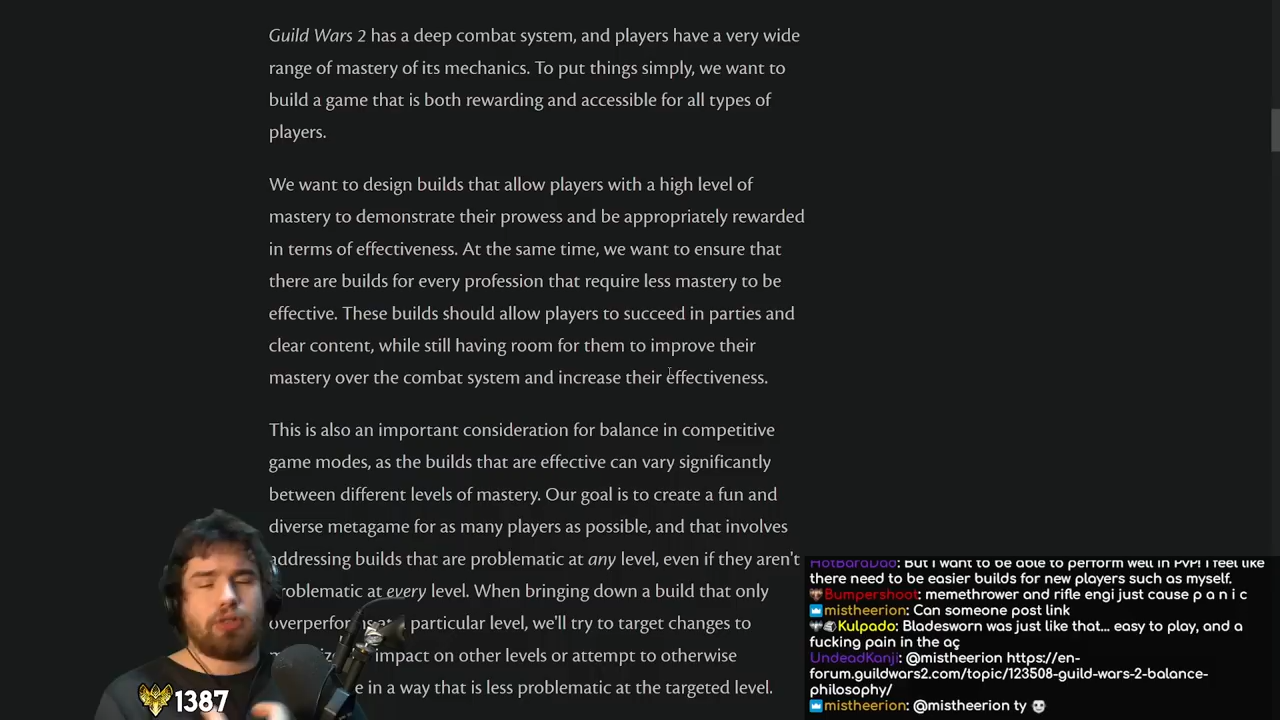 Guild Wars 2 has a deep combat system, and players have a very wide
range of mastery of its mechanics. To put things simply, we want to
build a game that is both rewarding and accessible for all types of
players.
We want to design builds that allow players with a high level of
mastery to demonstrate their prowess and be appropriately rewarded
in terms of effectiveness. At the same time, we want to ensure that
there are builds for every profession that require less mastery to be
effective. These builds should allow players to succeed in parties and
clear content, while still having room for them to improve their
mastery over the combat system and increase their effectiveness.
This is also an important consideration for balance in competitive
game modes, as the builds that are effective can vary significantly
between different levels of mastery. Our goal is to create a fun and
diverse metagame for as many players as possible, and that involves
addressing builds that are problematic at any level, even if they aren't
problematic at every level. When bringing down a build that only
particular level, we'll try to target changes to
impact on other levels or attempt to otherwise
in a way that is less problematic at the targeted level.
1387
HotBaraDad: But I want to be able to perform well in PvP! I feel like
there need to be easier builds for new players such as myself.
Bumpershoot: memethrower and rifle engi just cause p a n i c
mistheerion: Can someone post link
Kulpado: Bladesworn was just like that... easy to play, and a
fucking pain in the aç
UndeadKanji: @mistheerion https://en-
forum.guildwars2.com/topic/123508-guild-wars-2-balance-
philosophy/
mistheerion: @mistheerion ty